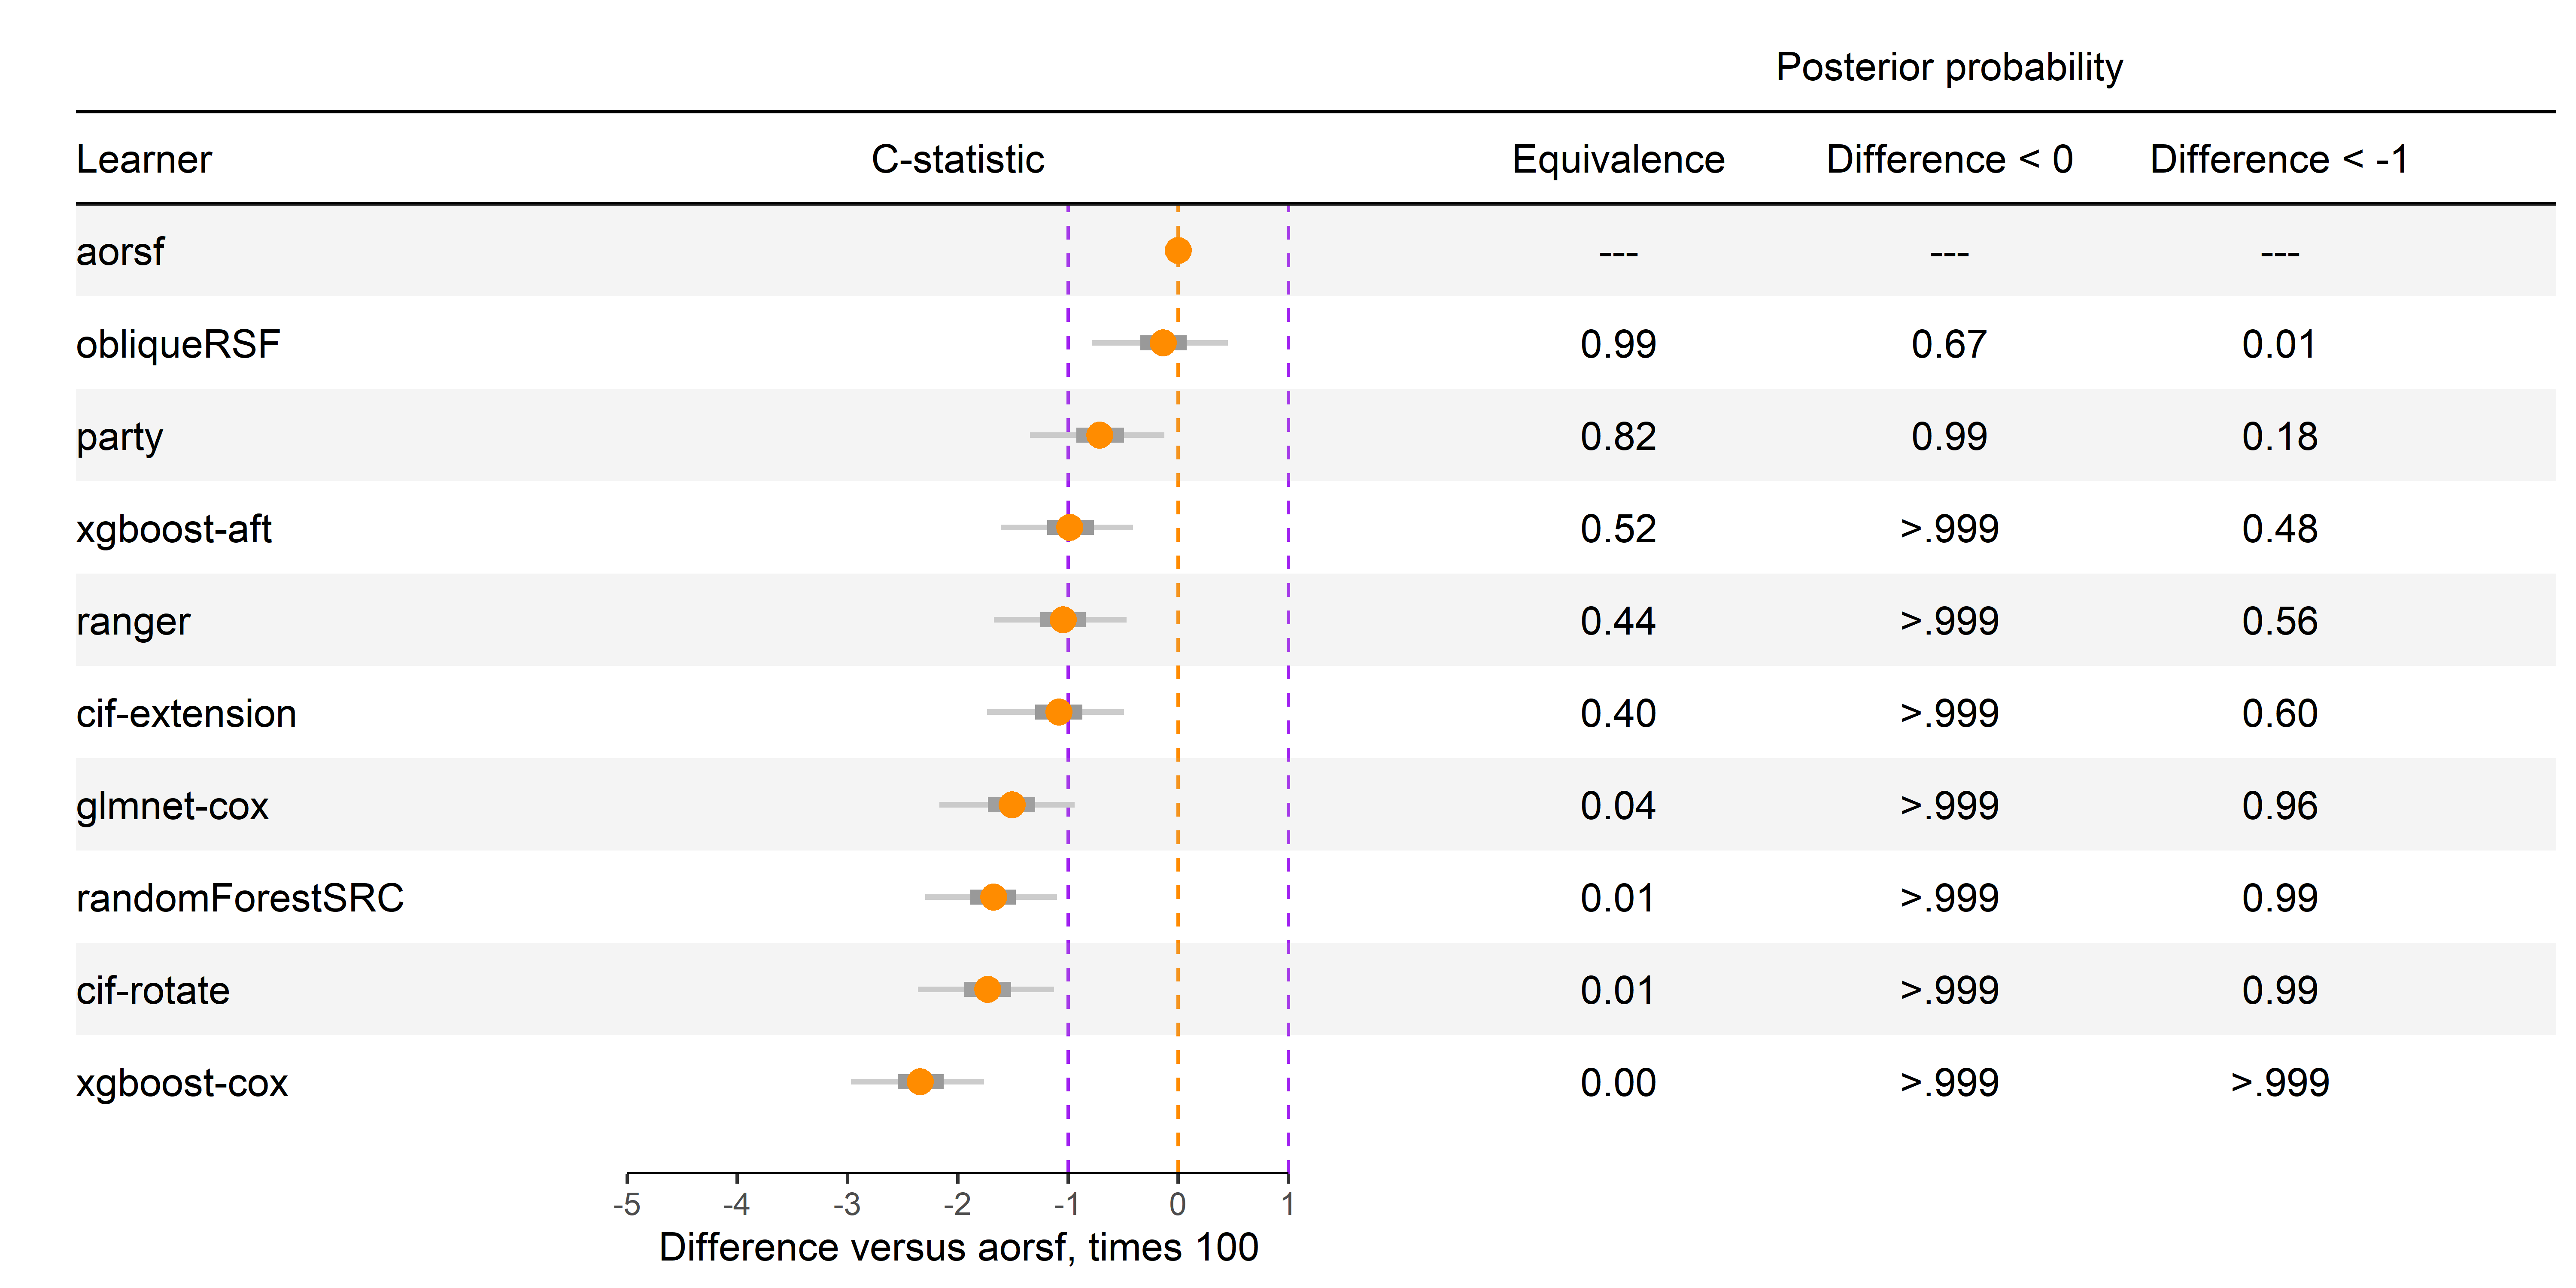 Posterior probability
Learner C-statistic Equivalence Difference < 0 Difference < -1
aorsf --- --- ---
obliqueRSF 0.99 0.67 0.01
party 0.82 0.99 0.18
xgboost-aft 0.52 >.999 0.48
ranger 0.44 >.999 0.56
cif-extension 0.40 >.999 0.60
glmnet-cox 0.04 >.999 0.96
randomForestSRC 0.01 >.999 0.99
cif-rotate 0.01 >.999 0.99
xgboost-cox 0.00 >.999 >.999
-5 -4 -3 -2 -1 0 1
Difference versus aorsf, times 100